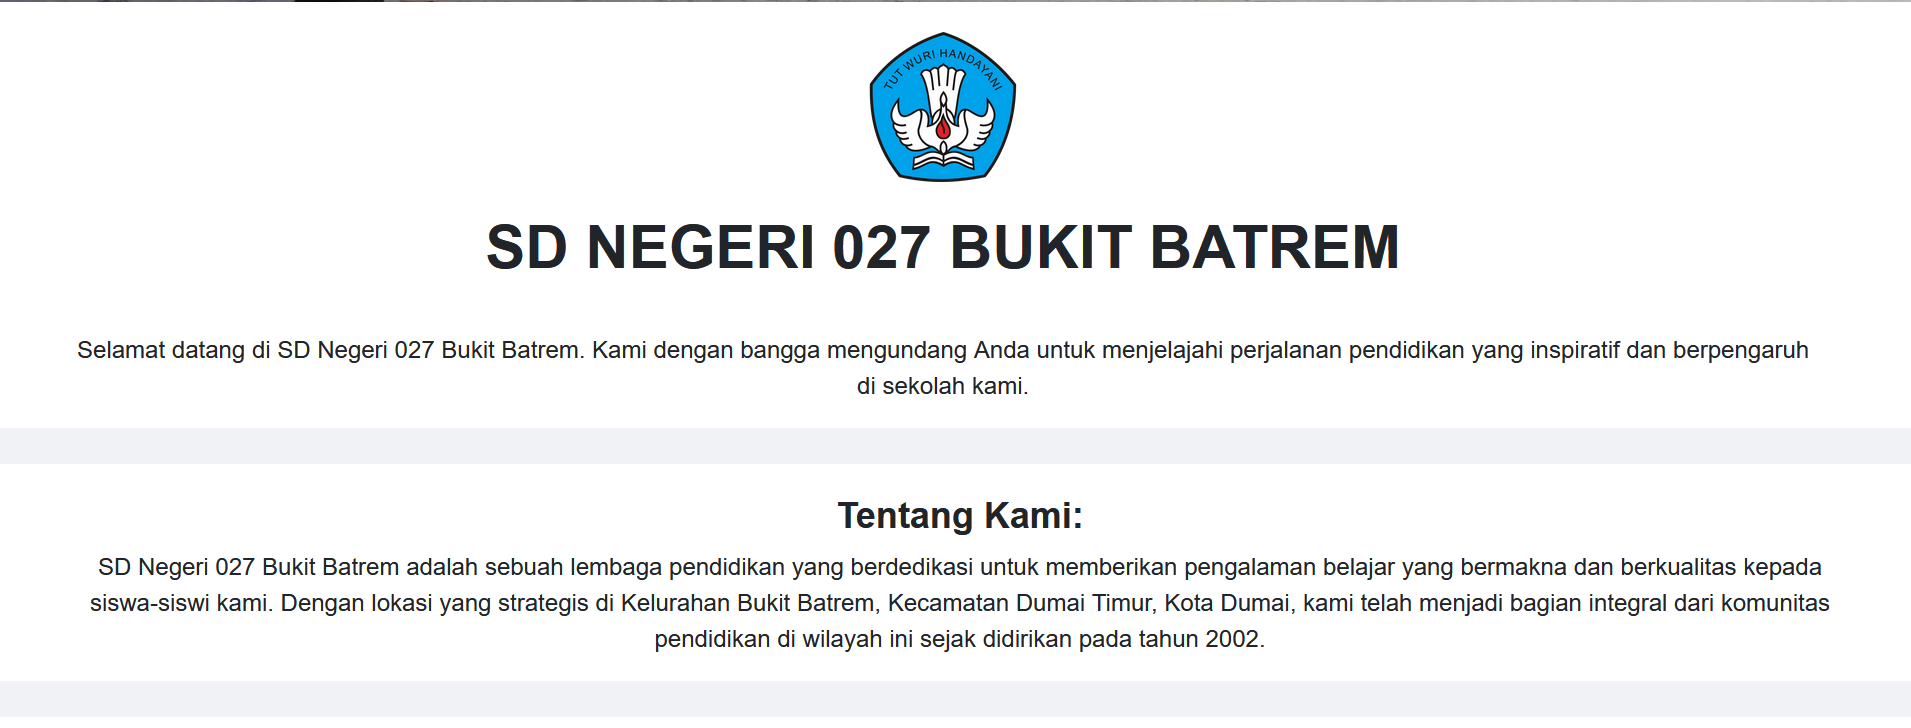 TUT WURI HANDAYANI
SD NEGERI 027 BUKIT BATREM
Selamat datang di SD Negeri 027 Bukit Batrem. Kami dengan bangga mengundang Anda untuk menjelajahi perjalanan pendidikan yang inspiratif dan berpengaruh
di sekolah kami.
Tentang Kami:
SD Negeri 027 Bukit Batrem adalah sebuah lembaga pendidikan yang berdedikasi untuk memberikan pengalaman belajar yang bermakna dan berkualitas kepada
siswa-siswi kami. Dengan lokasi yang strategis di Kelurahan Bukit Batrem, Kecamatan Dumai Timur, Kota Dumai, kami telah menjadi bagian integral dari komunitas
pendidikan di wilayah ini sejak didirikan pada tahun 2002.